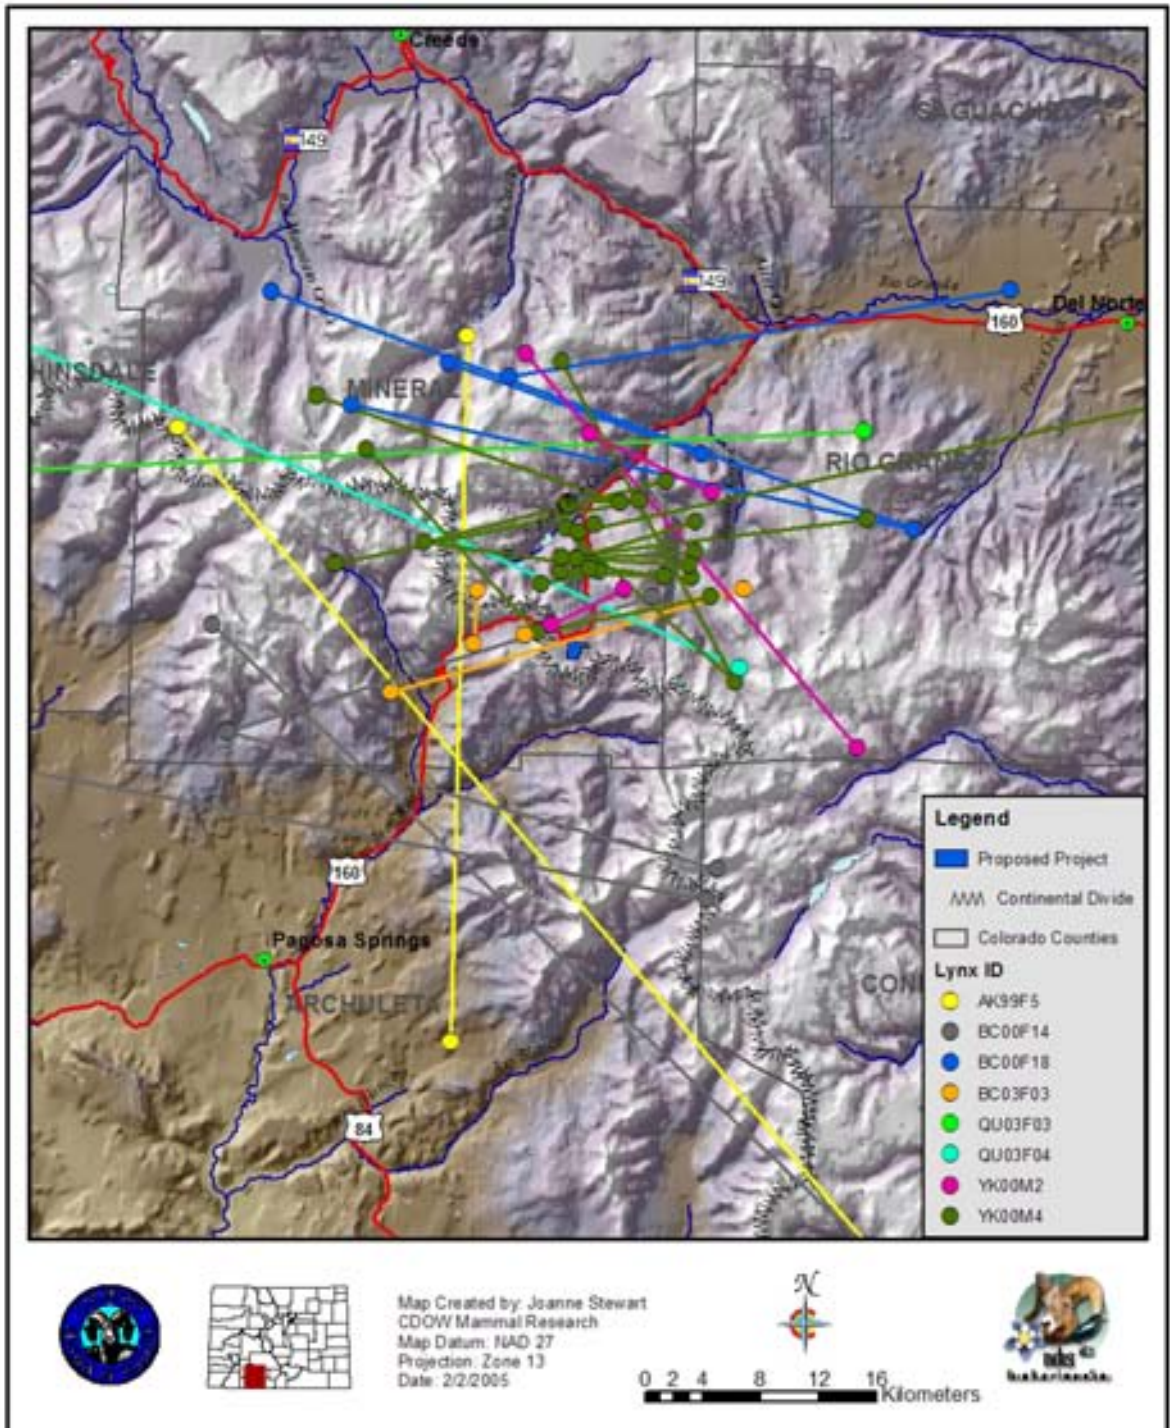 Creede
149
SAGUACHE
149
Rio Grande
Del Norte
160
HINSDALE
MINERAL
RIO GRANDE
160
Pagosa Springs
ARCHULETA
84
Legend
Proposed Project
Continental Divide
Colorado Counties
Lynx ID
AK99F5
BC00F14
BC00F18
BC03F03
QU03F03
QU03F04
YK00M2
YK00M4
Map Created by: Joanne Stewart
CDOW Mammal Research
Map Datum: NAD 27
Projection: Zone 13
Date: 2/2/2005
N
0 2 4 8 12 16
Kilometers